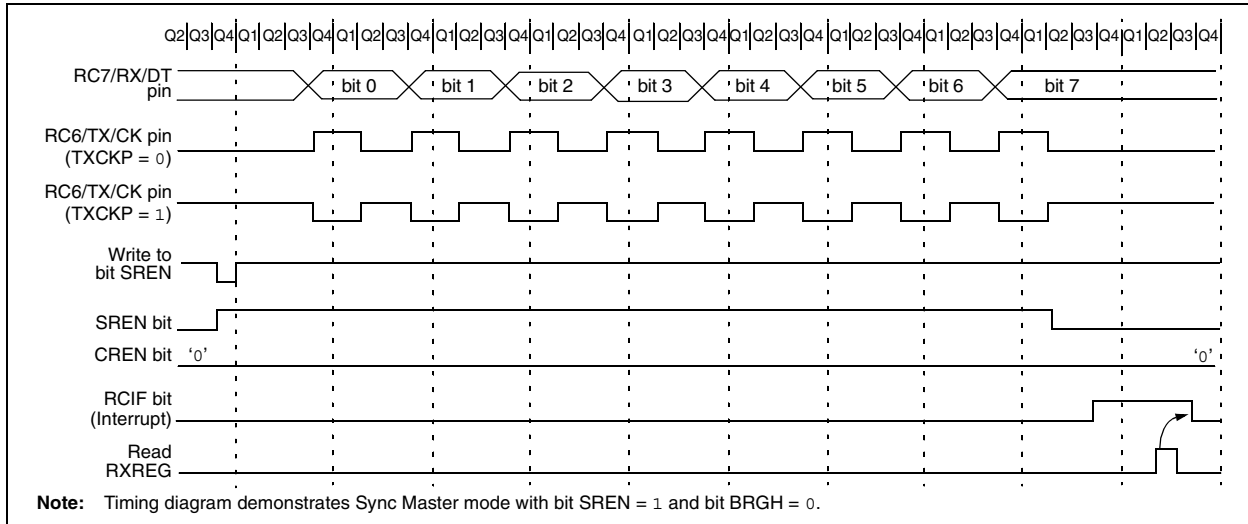 Q2 Q3 Q4 Q1 Q2 Q3 Q4 Q1 Q2 Q3 Q4 Q1 Q2 Q3 Q4 Q1 Q2 Q3 Q4 Q1 Q2 Q3 Q4 Q1 Q2 Q3 Q4 Q1 Q2 Q3 Q4 Q1 Q2 Q3 Q4 Q1 Q2 Q3 Q4 Q1 Q2 Q3 Q4
RC7/RX/DT
pin
bit 0 bit 1 bit 2 bit 3 bit 4 bit 5 bit 6 bit 7
RC6/TX/CK pin
(TXCKP = 0)
RC6/TX/CK pin
(TXCKP = 1)
Write to
bit SREN
SREN bit
CREN bit ‘0’ ‘0’
RCIF bit
(Interrupt)
Read
RXREG
Note: Timing diagram demonstrates Sync Master mode with bit SREN = 1 and bit BRGH = 0.